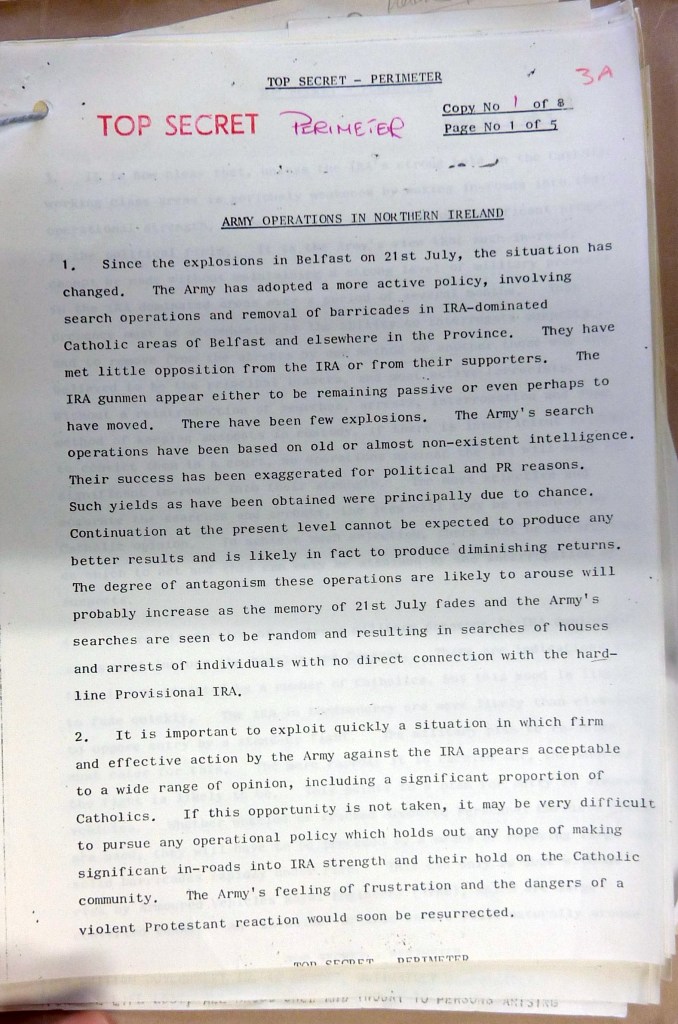 TOP SECRET - PERIMETER
3A
TOP SECRET PERIMETER
Copy No 1 of 8
Page No 1 of 5
ARMY OPERATIONS IN NORTHERN IRELAND
1. Since the explosions in Belfast on 21st July, the situation has
changed. The Army has adopted a more active policy, involving
search operations and removal of barricades in IRA-dominated
Catholic areas of Belfast and elsewhere in the Province. They have
met little opposition from the IRA or from their supporters. The
IRA gunmen appear either to be remaining passive or even perhaps to
have moved. There have been few explosions. The Army's search
operations have been based on old or almost non-existent intelligence.
Their success has been exaggerated for political and PR reasons.
Such yields as have been obtained were principally due to chance.
Continuation at the present level cannot be expected to produce any
better results and is likely in fact to produce diminishing returns.
The degree of antagonism these operations are likely to arouse will
probably increase as the memory of 21st July fades and the Army's
searches are seen to be random and resulting in searches of houses
and arrests of individuals with no direct connection with the hard-
line Provisional IRA.
2. It is important to exploit quickly a situation in which firm
and effective action by the Army against the IRA appears acceptable
to a wide range of opinion, including a significant proportion of
Catholics. If this opportunity is not taken, it may be very difficult
to pursue any operational policy which holds out any hope of making
significant in-roads into IRA strength and their hold on the Catholic
community. The Army's feeling of frustration and the dangers of a
violent Protestant reaction would soon be resurrected.
TOP SECRET PERIMETER
TO PERSONS ARISING